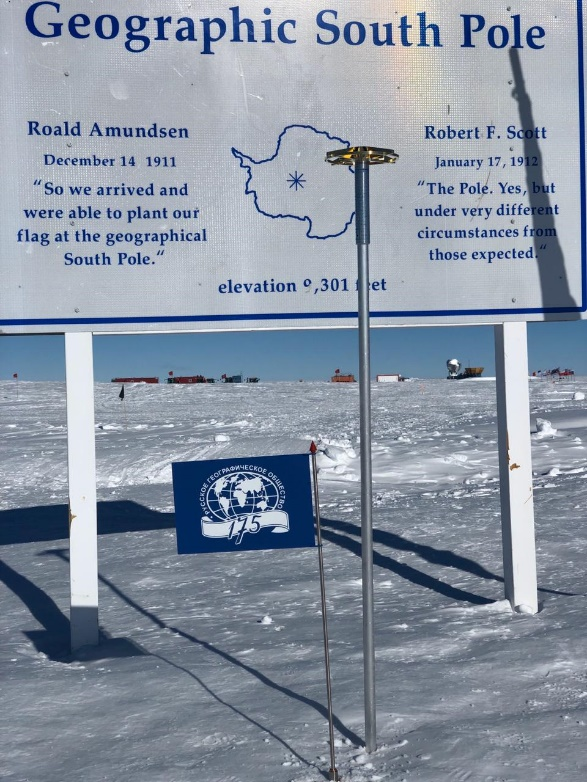 Geographic South Pole
Roald Amundsen
December 14 1911
“So we arrived and
were able to plant our
flag at the geographical
South Pole.“
Robert F. Scott
January 17, 1912
“The Pole. Yes, but
under very different
circumstances from
those expected.“
elevation 9,301 feet
РУССКОЕ ГЕОГРАФИЧЕСКОЕ ОБЩЕСТВО
175